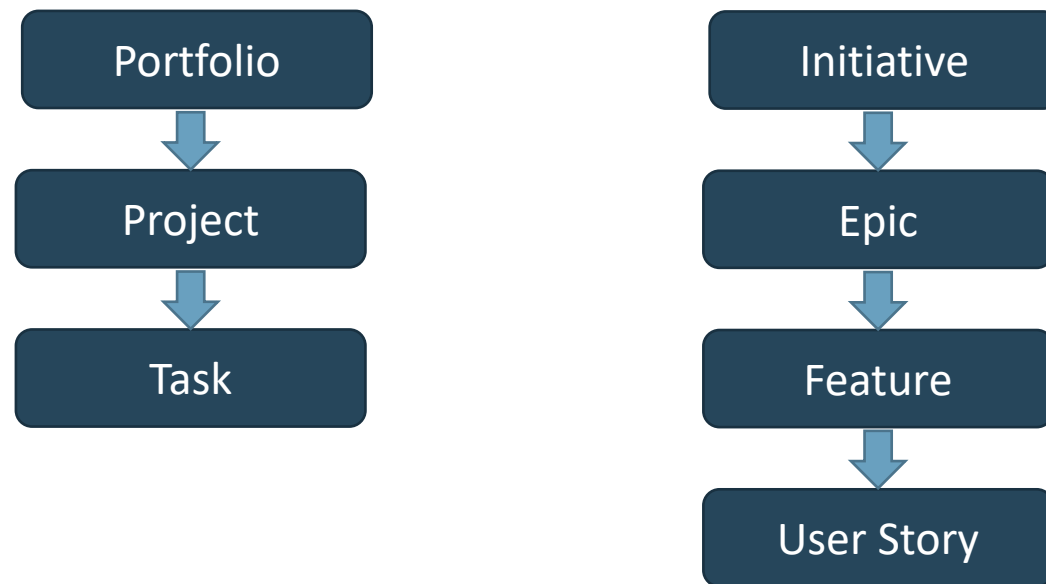 Portfolio
Project
Task
Initiative
Epic
Feature
User Story